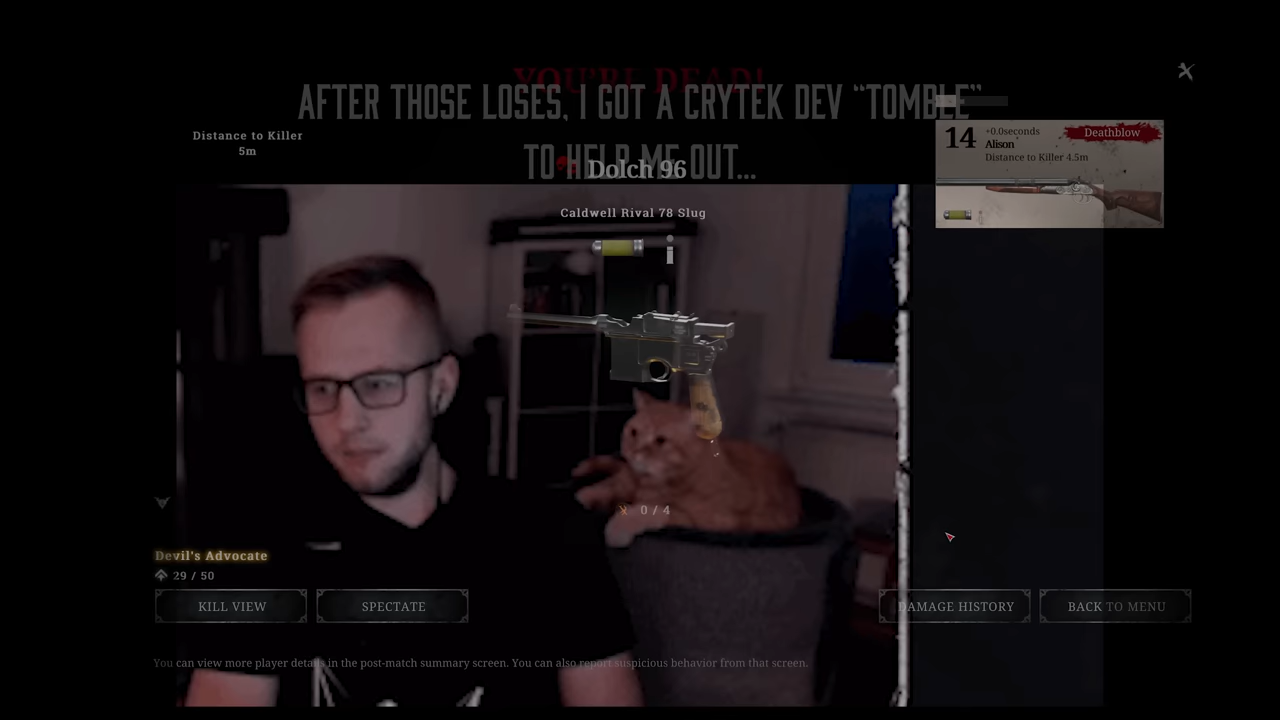 YOU'RE DEAD!
AFTER THOSE LOSES, I GOT A CRYTEK DEV “TOMBLE”
TO HELP ME OUT...
Distance to Killer
5m
Dolch 96
Caldwell Rival 78 Slug
14
+0.0seconds
Deathblow
Alison
Distance to Killer 4.5m
0 / 4
Devil's Advocate
29 / 50
KILL VIEW
SPECTATE
DAMAGE HISTORY
BACK TO MENU
You can view more player details in the post-match summary screen. You can also report suspicious behavior from that screen.